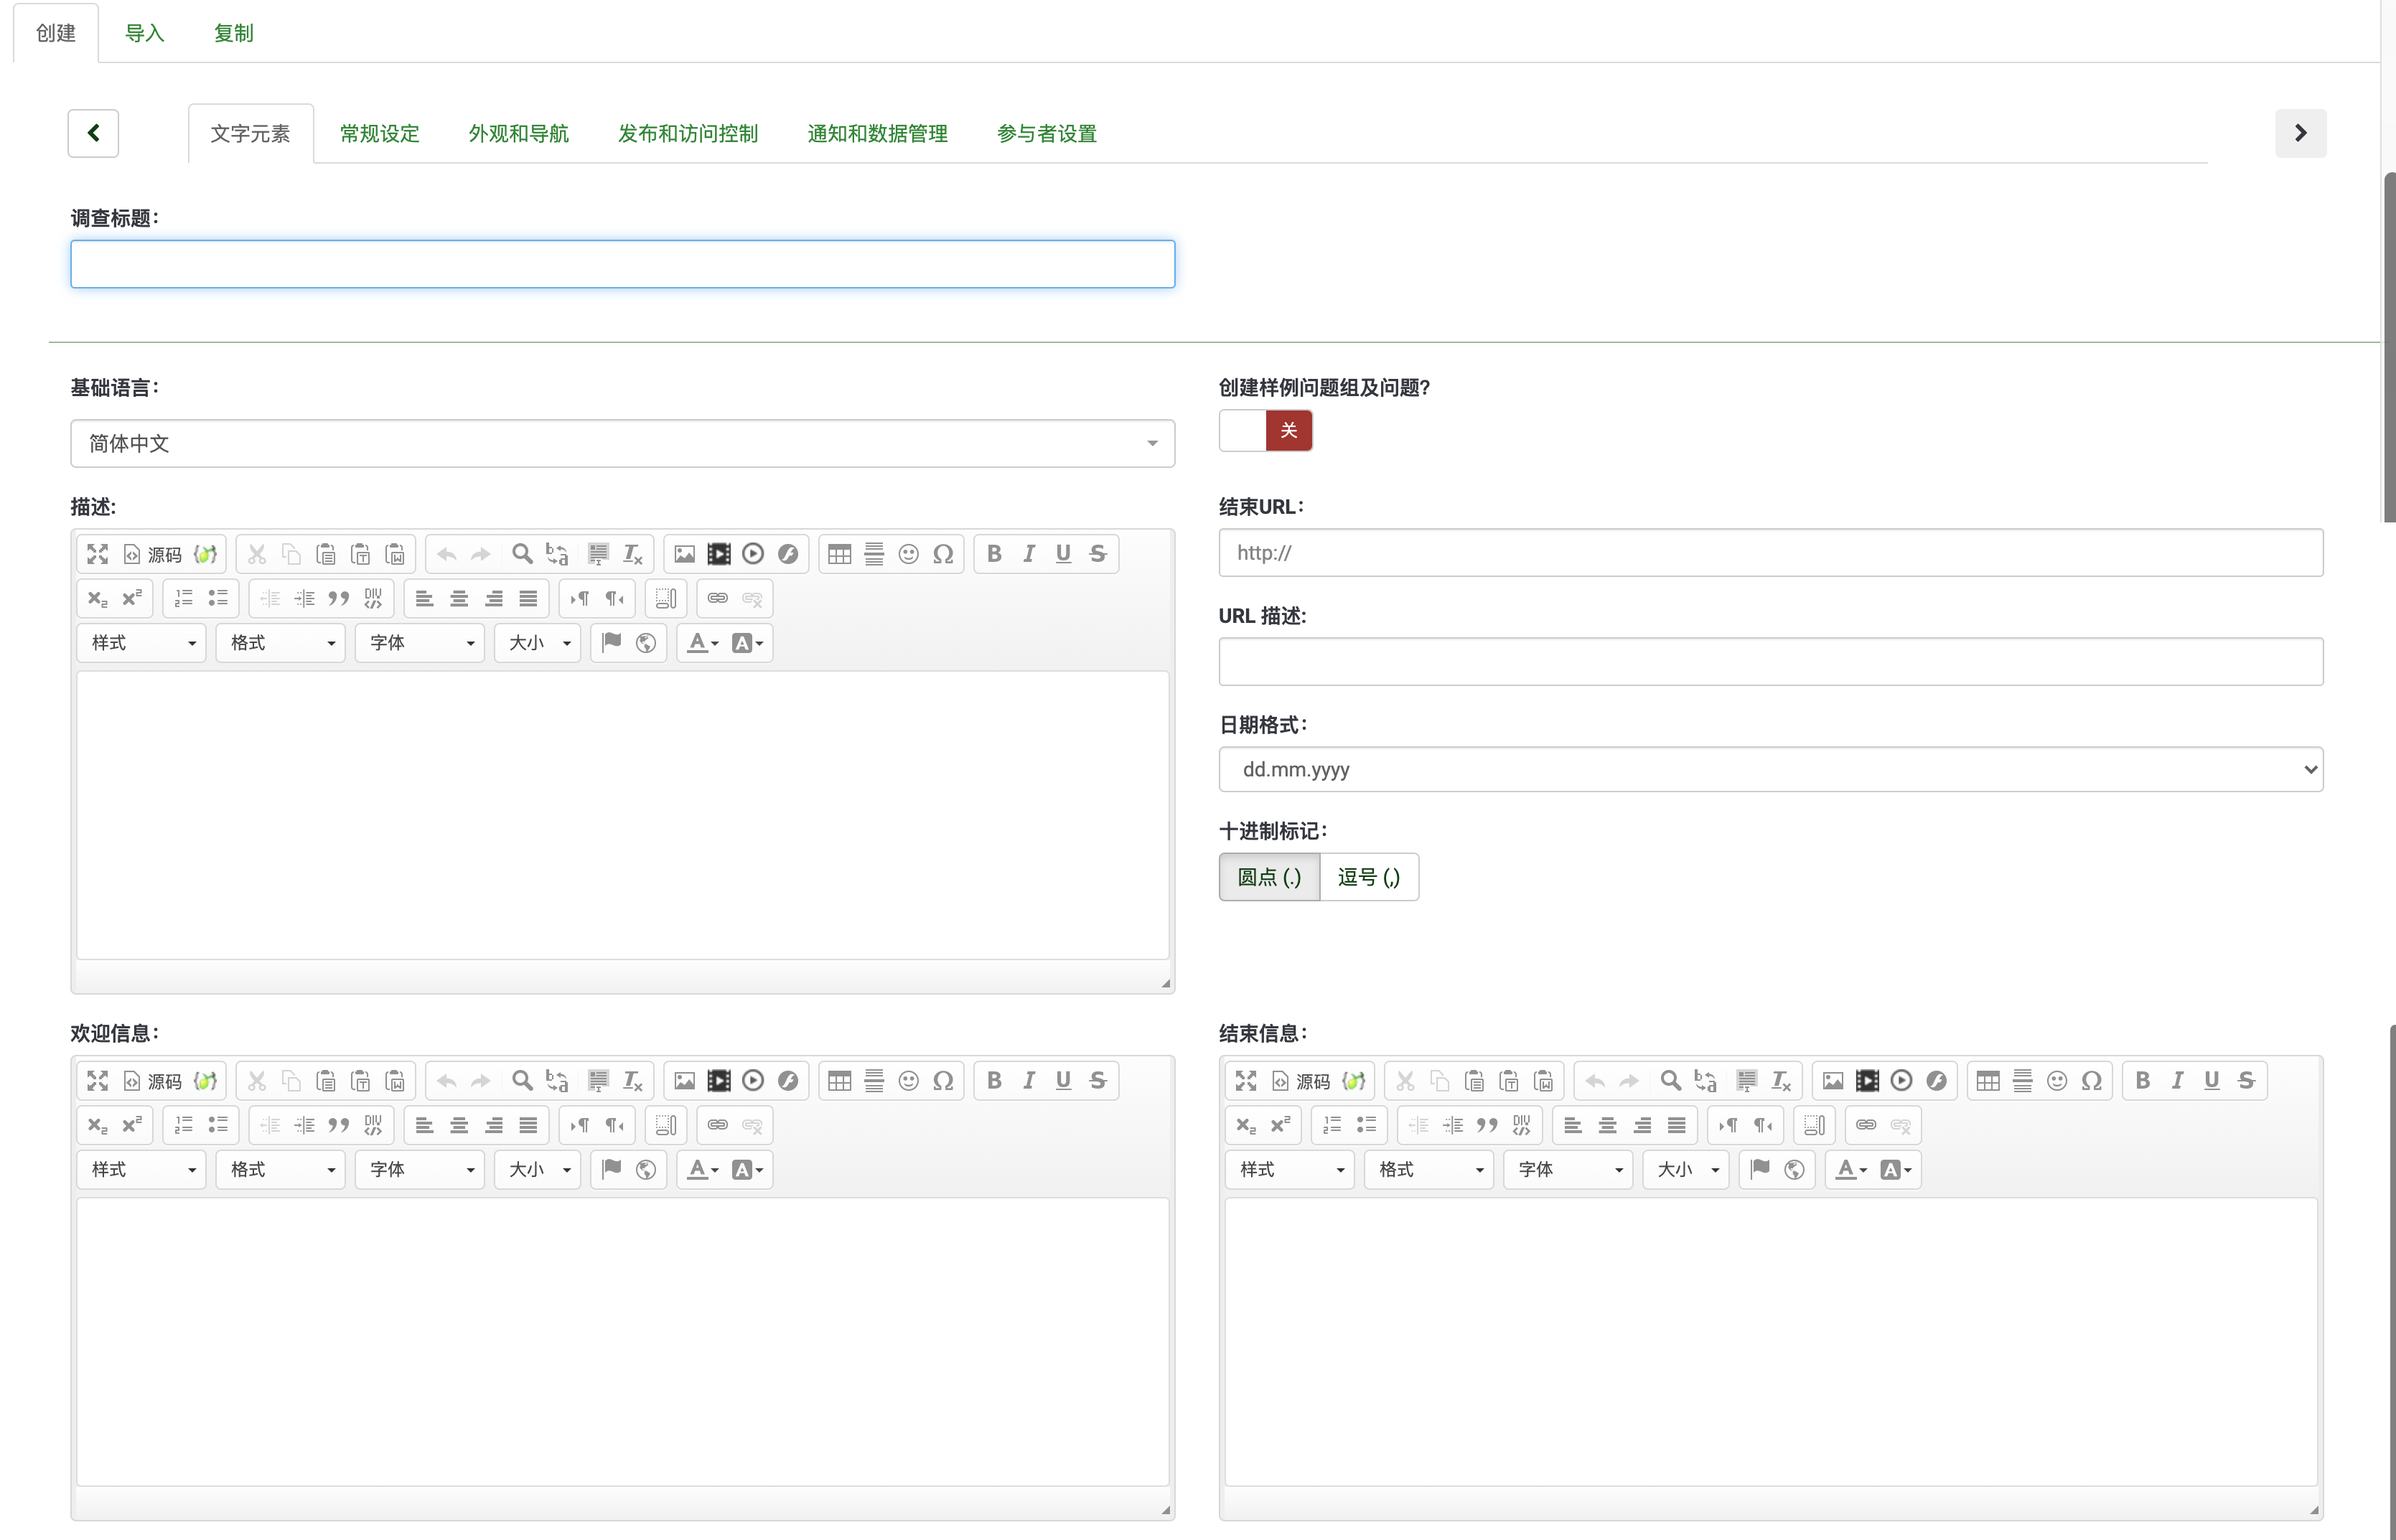 创建 导入 复制
文字元素 常规设定 外观和导航 发布和访问控制 通知和数据管理 参与者设置
调查标题：
基础语言：
简体中文
创建样例问题组及问题?
关
描述:
源码
样式 格式 字体 大小
结束URL：
http://
URL 描述:
日期格式：
dd.mm.yyyy
十进制标记：
圆点 (.) 逗号 (,)
欢迎信息：
源码
样式 格式 字体 大小
结束信息：
源码
样式 格式 字体 大小